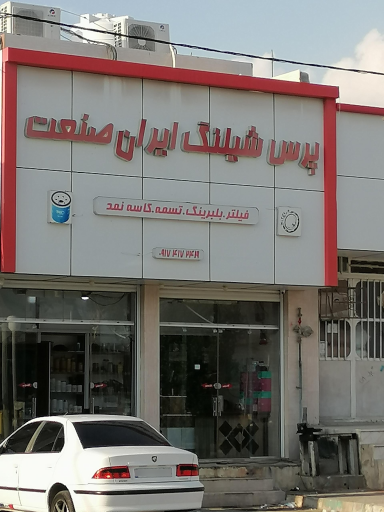 پرس شیلنگ ایران صنعت
فیلتر.بلبرینگ.تسمه.کاسه نمد